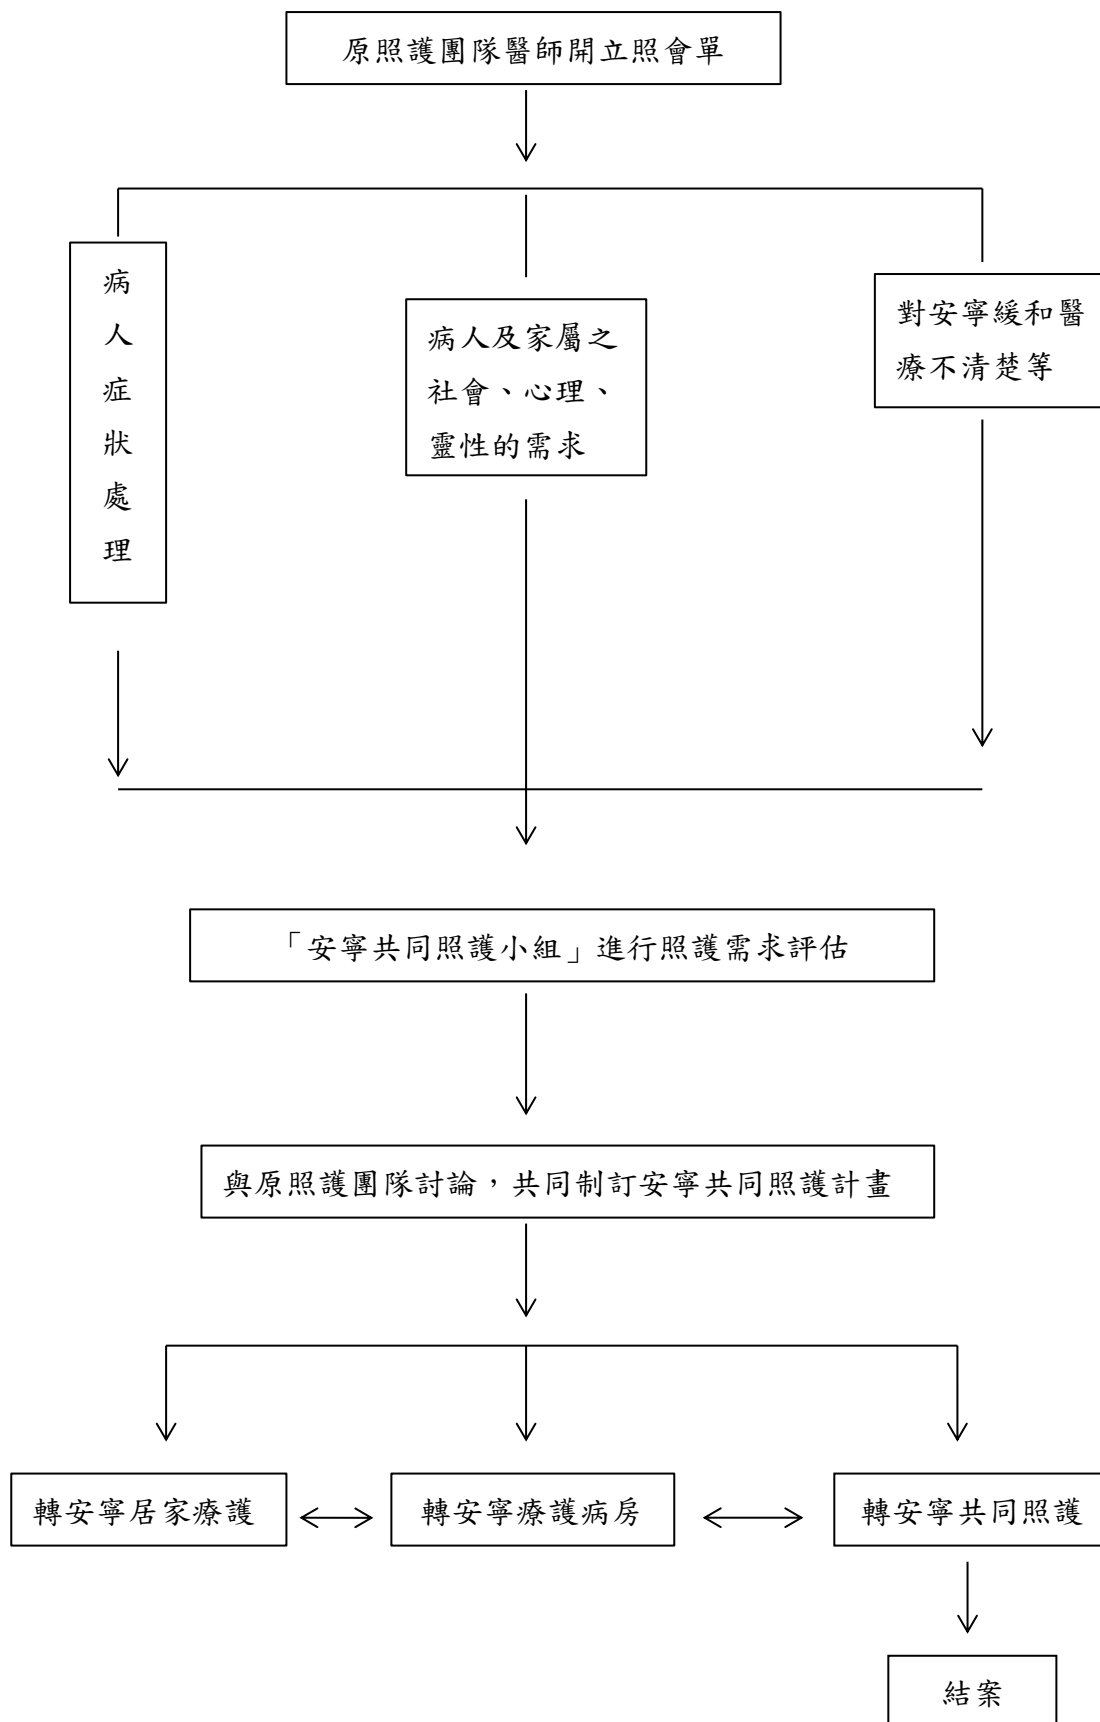 原照護團隊醫師開立照會單
病
人
症
狀
處
理
病人及家屬之
社會、心理、
靈性的需求
對安寧緩和醫
療不清楚等
「安寧共同照護小組」進行照護需求評估
與原照護團隊討論，共同制訂安寧共同照護計畫
轉安寧居家療護
轉安寧療護病房
轉安寧共同照護
結案